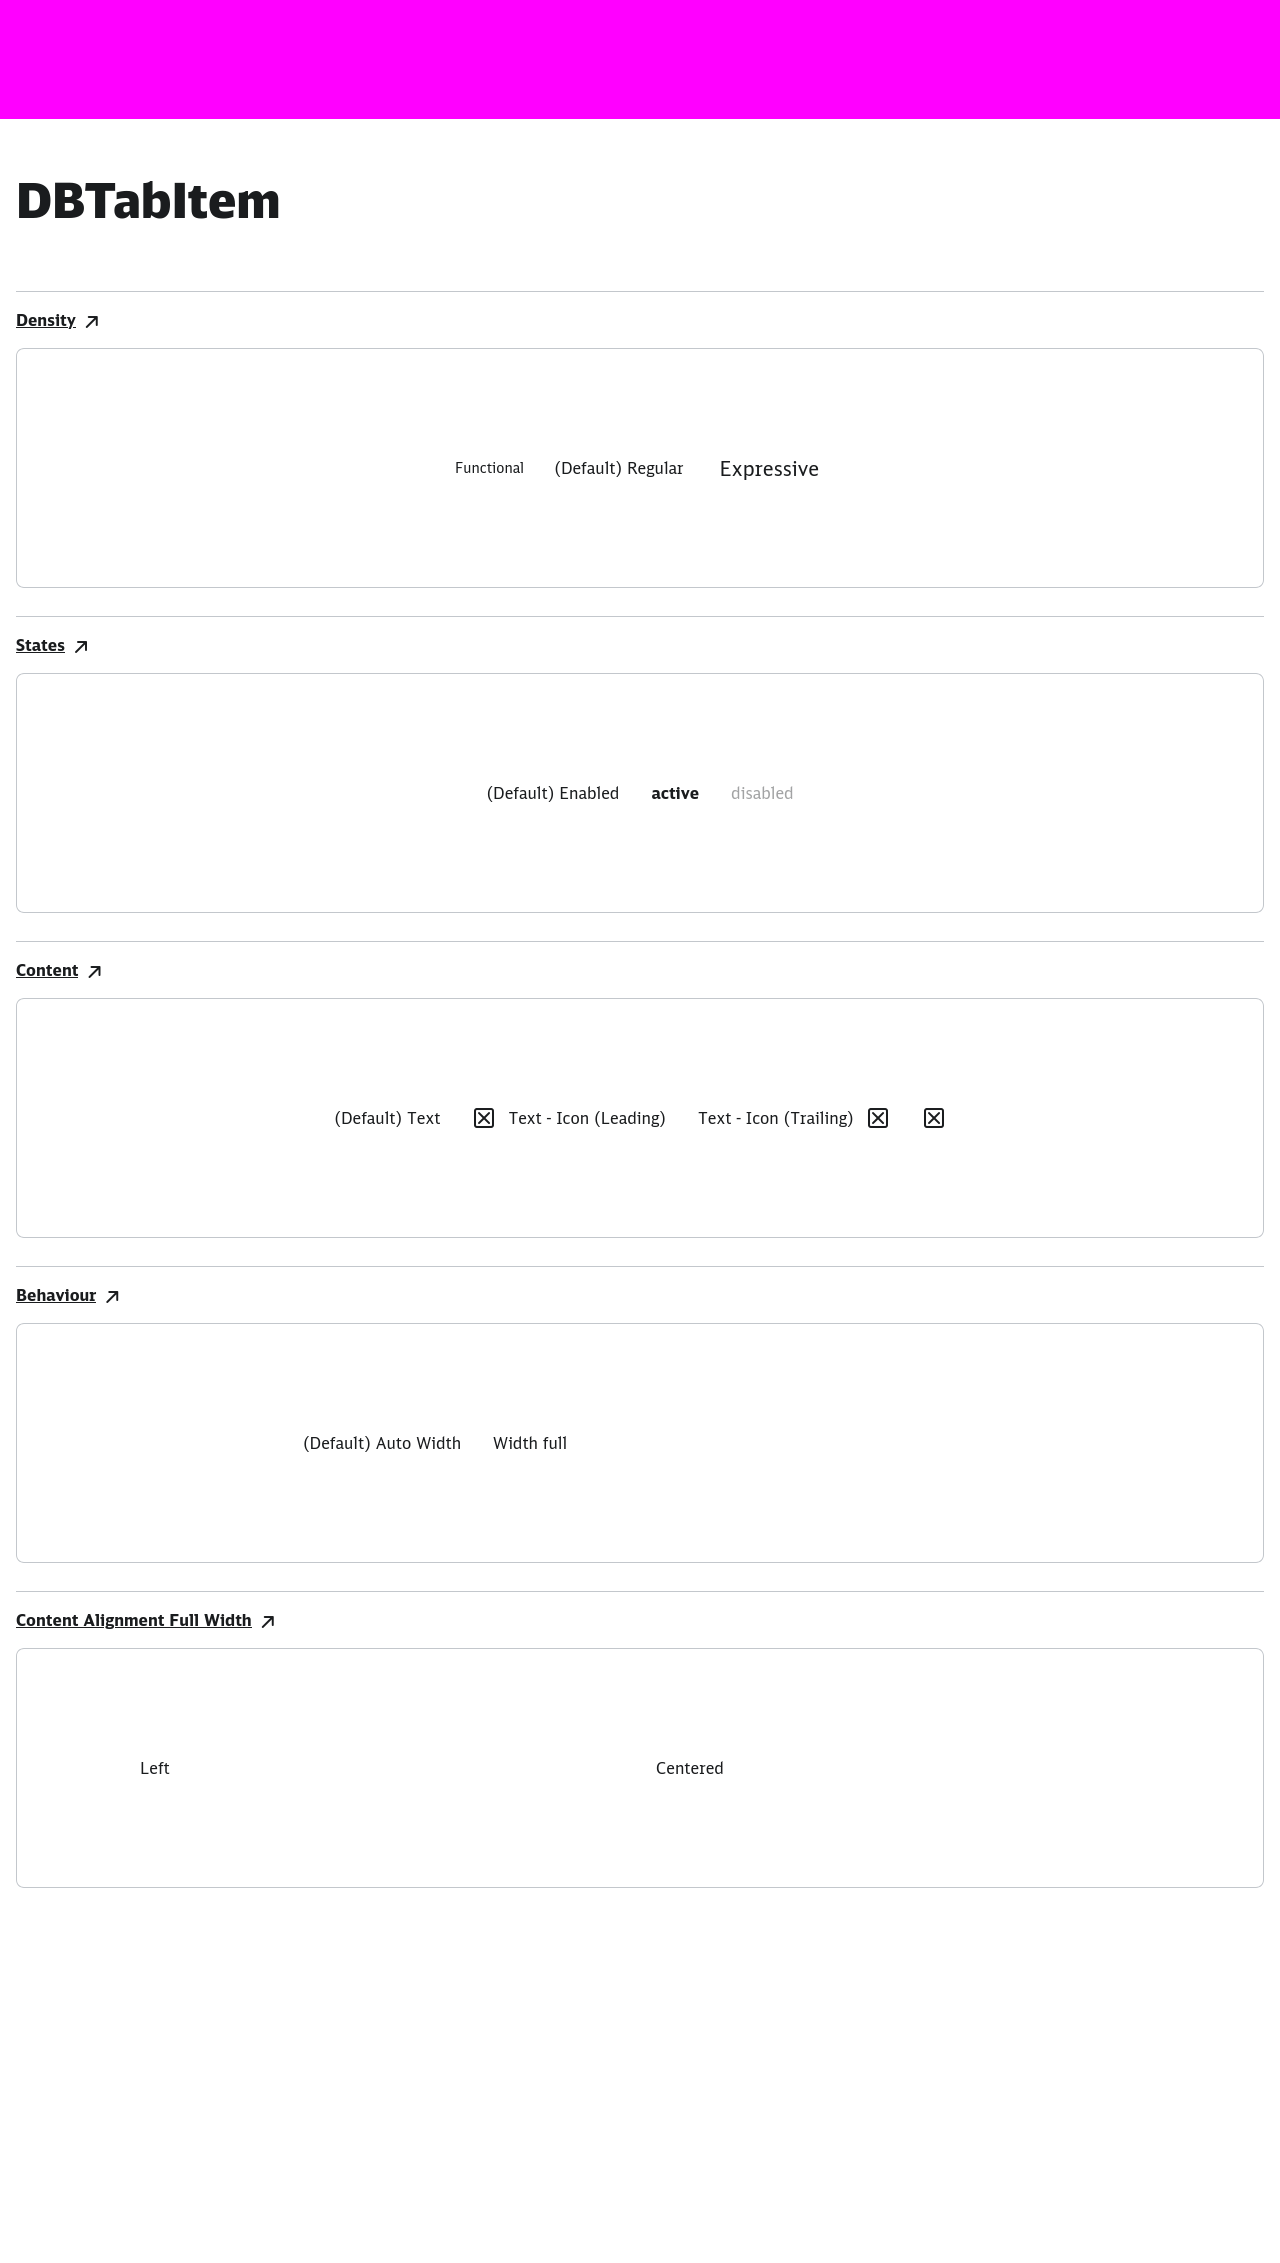 DBTabItem
Density
Functional (Default) Regular Expressive
States
(Default) Enabled active disabled
Content
(Default) Text Text - Icon (Leading) Text - Icon (Trailing)
Behaviour
(Default) Auto Width Width full
Content Alignment Full Width
Left Centered